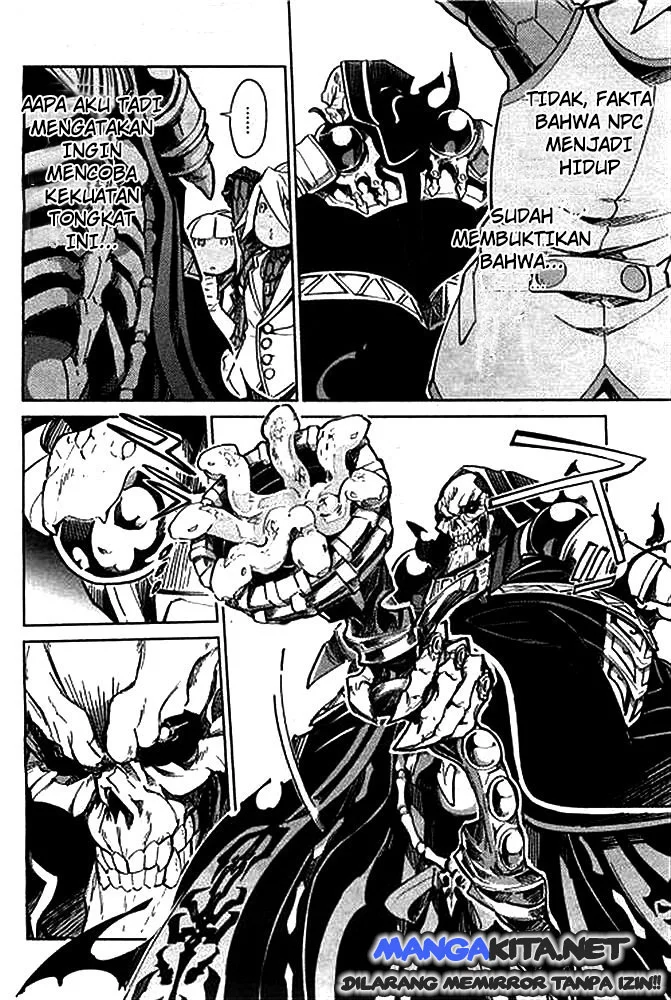 TIDAK, FAKTA
BAHWA NPC
MENJADI
HIDUP
SUDAH
MEMBUKTIKAN
BAHWA...
......
AAPA AKU TADI
MENGATAKAN
INGIN
MENCOBA
KEKUATAN
TONGKAT
INI...
MANGAKITA.NET
DILARANG MEMIRROR TANPA IZIN!!